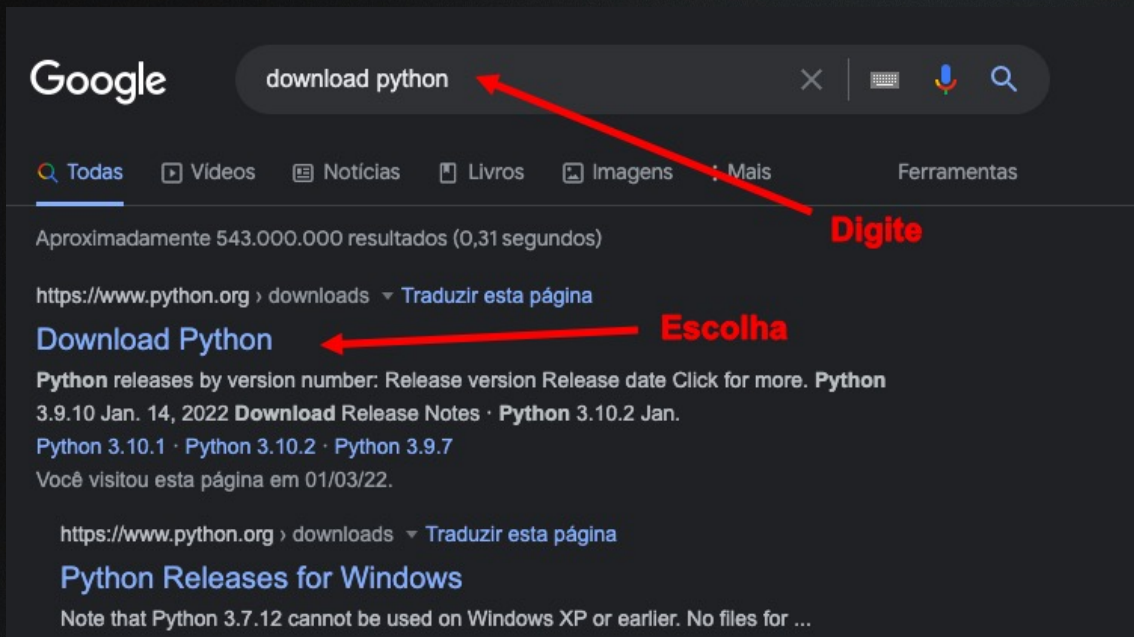 Google
download python
Todas Vídeos Notícias Livros Imagens Mais Ferramentas
Digite
Aproximadamente 543.000.000 resultados (0,31 segundos)
https://www.python.org › downloads Traduzir esta página
Download Python
Escolha
Python releases by version number: Release version Release date Click for more. Python
3.9.10 Jan. 14, 2022 Download Release Notes · Python 3.10.2 Jan.
Python 3.10.1 · Python 3.10.2 · Python 3.9.7
Você visitou esta página em 01/03/22.
https://www.python.org › downloads Traduzir esta página
Python Releases for Windows
Note that Python 3.7.12 cannot be used on Windows XP or earlier. No files for ...